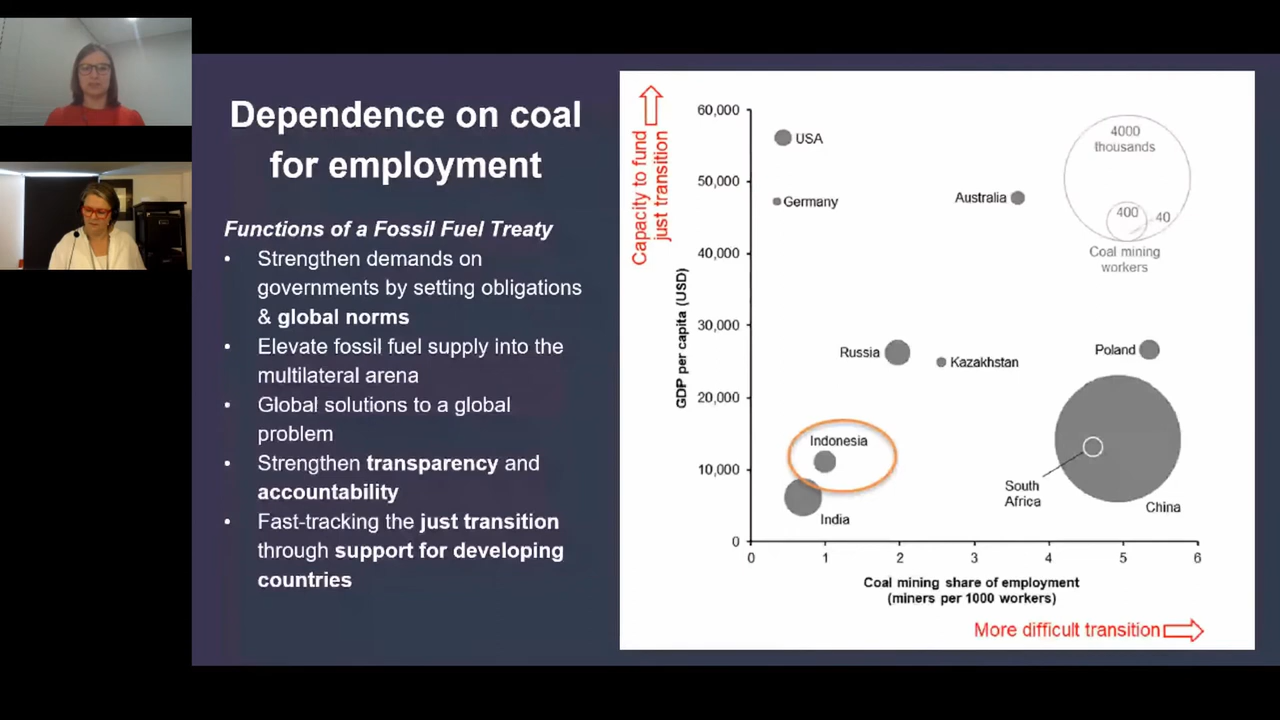 Dependence on coal
for employment
Functions of a Fossil Fuel Treaty
• Strengthen demands on
governments by setting obligations
& global norms
• Elevate fossil fuel supply into the
multilateral arena
• Global solutions to a global
problem
• Strengthen transparency and
accountability
• Fast-tracking the just transition
through support for developing
countries
Capacity to fund
just transition
GDP per capita (USD)
60,000
50,000
40,000
30,000
20,000
10,000
0
USA
Germany
Australia
4000
thousands
400
40
Coal mining
workers
Russia
Kazakhstan
Poland
Indonesia
India
South
Africa
China
0 1 2 3 4 5 6
Coal mining share of employment
(miners per 1000 workers)
More difficult transition